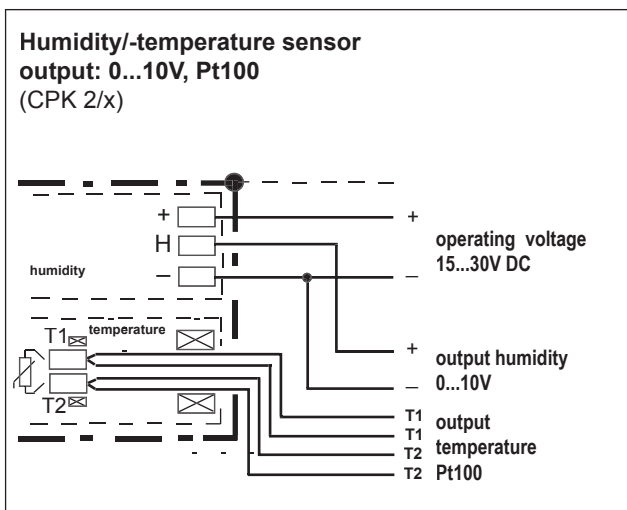 Humidity/-temperature sensor
output: 0...10V, Pt100
(CPK 2/x)
+
+
H
operating voltage
15...30V DC
humidity
–
–
T1
temperature
+
output humidity
–
0...10V
T2
T1
output
T1
T2
temperature
T2
Pt100